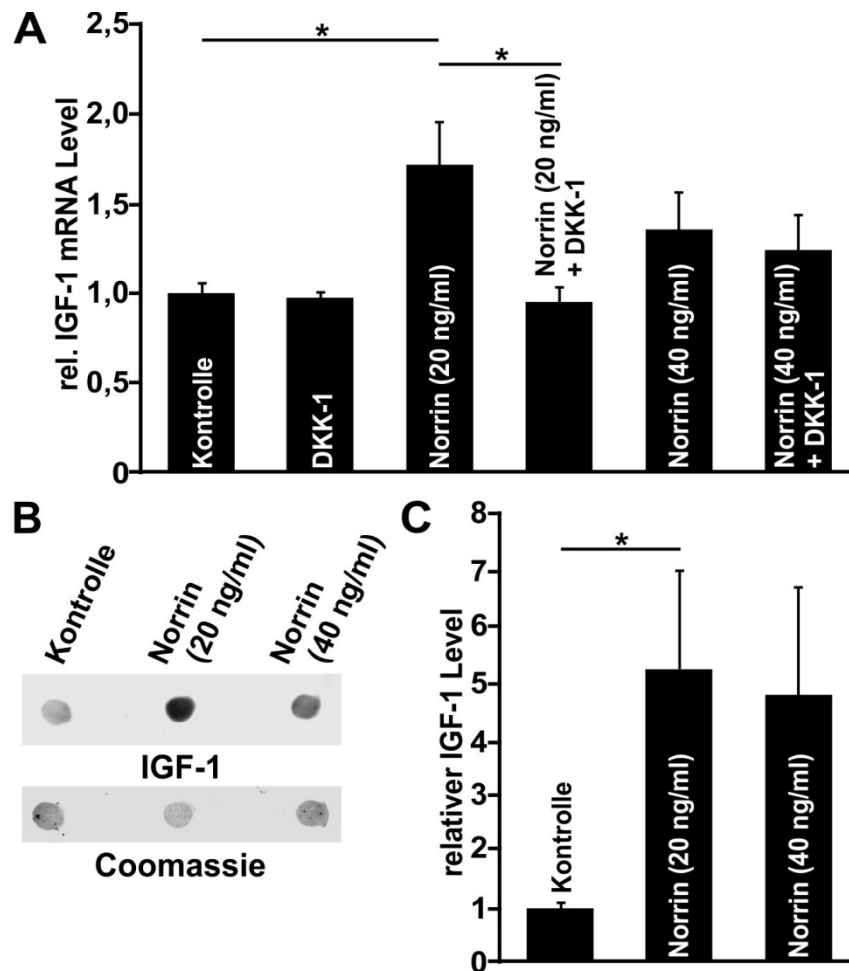 A
rel. IGF-1 mRNA Level
2,5
2,0
1,5
1,0
0,5
0
*
*
Kontrolle
DKK-1
Norrin (20 ng/ml)
Norrin (20 ng/ml)
+ DKK-1
Norrin (40 ng/ml)
Norrin (40 ng/ml)
+ DKK-1
B
Kontrolle
Norrin
(20 ng/ml)
Norrin
(40 ng/ml)
IGF-1
Coomassie
C
relativer IGF-1 Level
8
7
6
5
4
3
2
1
0
*
Kontrolle
Norrin (20 ng/ml)
Norrin (40 ng/ml)